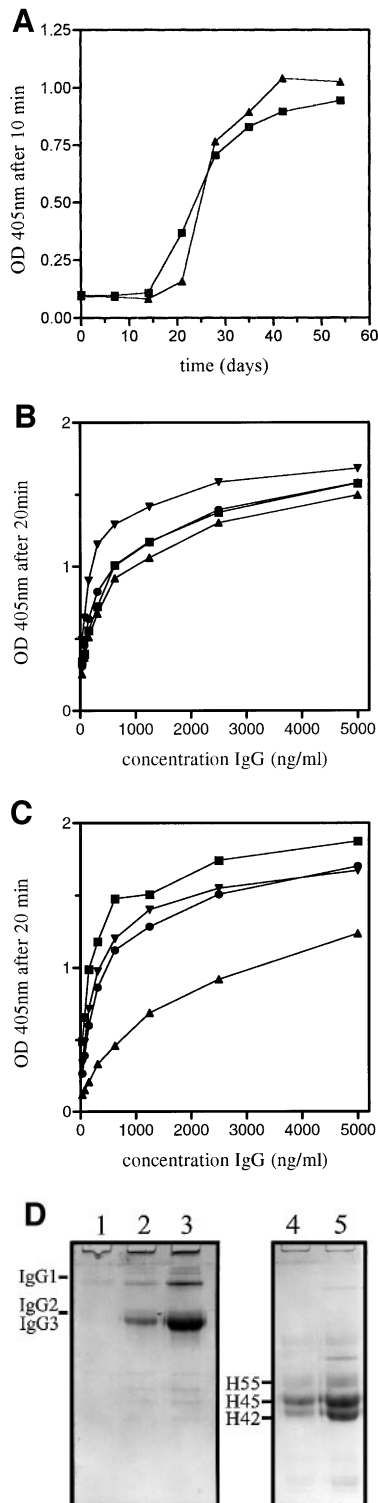 A
1.25
1.00
0.75
0.50
0.25
0.00
OD 405nm after 10 min
0 10 20 30 40 50 60
time (days)
B
2
1
0
OD 405nm after 20min
0 1000 2000 3000 4000 5000
concentration IgG (ng/ml)
C
2
1
0
OD 405nm after 20 min
0 1000 2000 3000 4000 5000
concentration IgG (ng/ml)
D
1 2 3 4 5
IgG1
IgG2
IgG3
H55
H45
H42